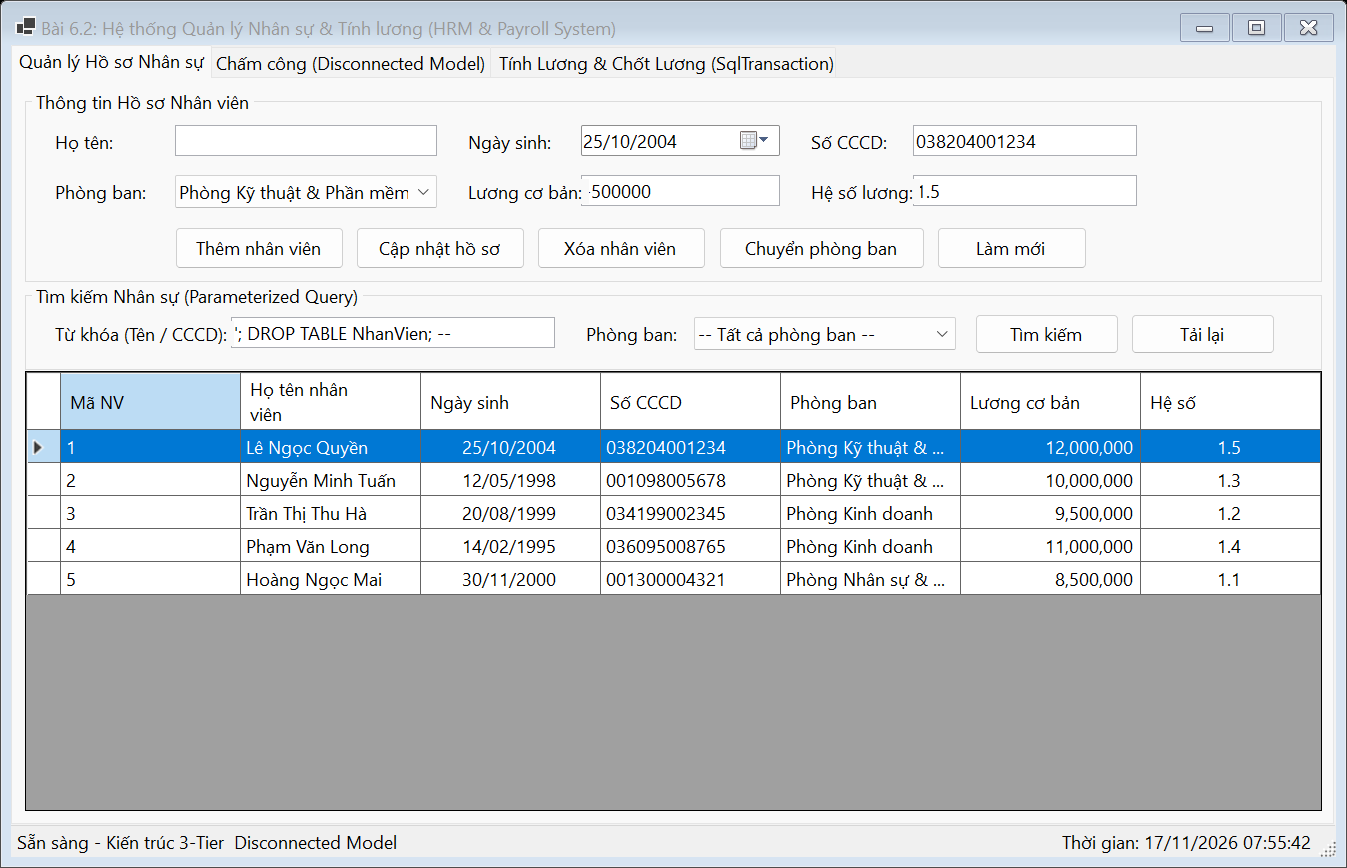 Bài 6.2: Hệ thống Quản lý Nhân sự & Tính lương (HRM & Payroll System)
Quản lý Hồ sơ Nhân sự Chấm công (Disconnected Model) Tính Lương & Chốt Lương (SqlTransaction)
Thông tin Hồ sơ Nhân viên
Họ tên: Ngày sinh: 25/10/2004 Số CCCD: 038204001234
Phòng ban: Phòng Kỹ thuật & Phần mềm Lương cơ bản: -500000 Hệ số lương: 1.5
Thêm nhân viên Cập nhật hồ sơ Xóa nhân viên Chuyển phòng ban Làm mới
Tìm kiếm Nhân sự (Parameterized Query)
Từ khóa (Tên / CCCD): '; DROP TABLE NhanVien; -- Phòng ban: -- Tất cả phòng ban -- Tìm kiếm Tải lại
Mã NV Họ tên nhân viên Ngày sinh Số CCCD Phòng ban Lương cơ bản Hệ số
1 Lê Ngọc Quyền 25/10/2004 038204001234 Phòng Kỹ thuật & ... 12,000,000 1.5
2 Nguyễn Minh Tuấn 12/05/1998 001098005678 Phòng Kỹ thuật & ... 10,000,000 1.3
3 Trần Thị Thu Hà 20/08/1999 034199002345 Phòng Kinh doanh 9,500,000 1.2
4 Phạm Văn Long 14/02/1995 036095008765 Phòng Kinh doanh 11,000,000 1.4
5 Hoàng Ngọc Mai 30/11/2000 001300004321 Phòng Nhân sự & ... 8,500,000 1.1
Sẵn sàng - Kiến trúc 3-Tier Disconnected Model Thời gian: 17/11/2026 07:55:42